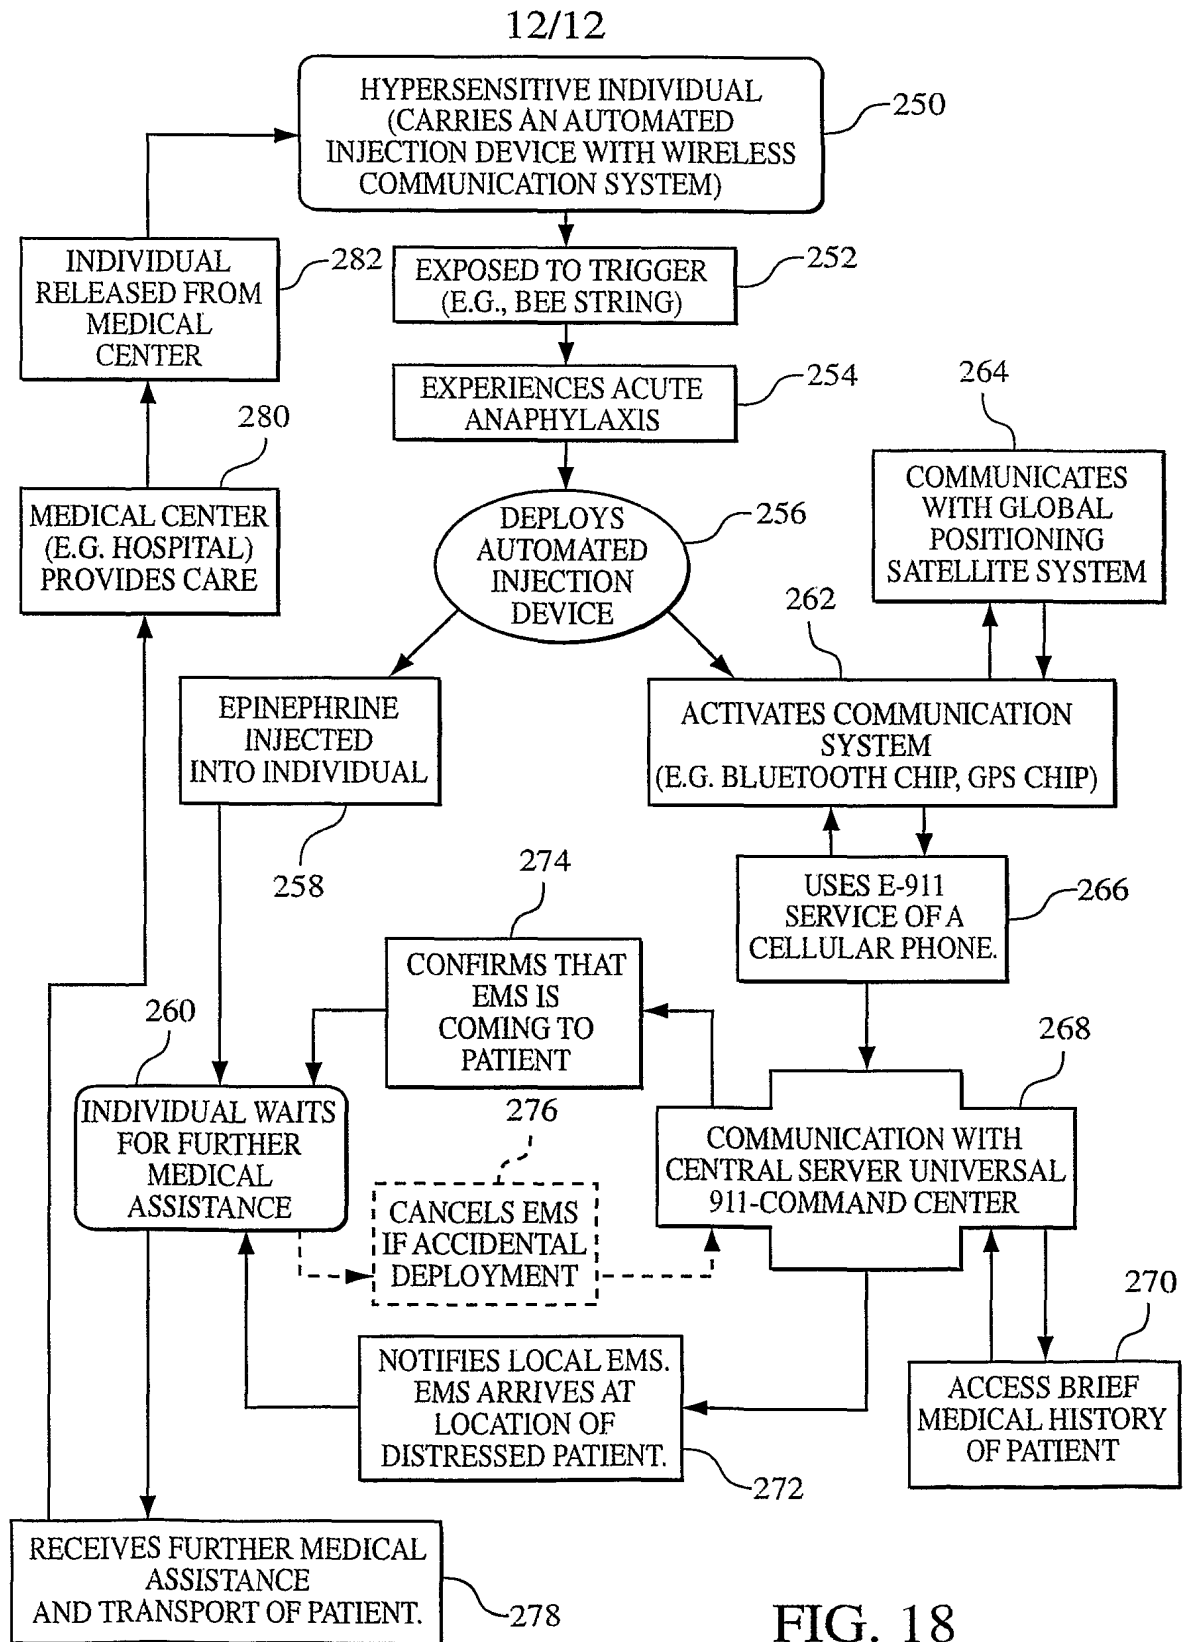 12/12
HYPERSENSITIVE INDIVIDUAL
(CARRIES AN AUTOMATED
INJECTION DEVICE WITH WIRELESS
COMMUNICATION SYSTEM)
250
INDIVIDUAL
RELEASED FROM
MEDICAL
CENTER
282
EXPOSED TO TRIGGER
(E.G., BEE STRING)
252
EXPERIENCES ACUTE
ANAPHYLAXIS
254
264
COMMUNICATES
WITH GLOBAL
POSITIONING
SATELLITE SYSTEM
280
MEDICAL CENTER
(E.G. HOSPITAL)
PROVIDES CARE
DEPLOYS
AUTOMATED
INJECTION
DEVICE
256
262
EPINEPHRINE
INJECTED
INTO INDIVIDUAL
258
ACTIVATES COMMUNICATION
SYSTEM
(E.G. BLUETOOTH CHIP, GPS CHIP)
USES E-911
SERVICE OF A
CELLULAR PHONE.
266
274
CONFIRMS THAT
EMS IS
COMING TO
PATIENT
260
INDIVIDUAL WAITS
FOR FURTHER
MEDICAL
ASSISTANCE
268
COMMUNICATION WITH
CENTRAL SERVER UNIVERSAL
911-COMMAND CENTER
276
CANCELS EMS
IF ACCIDENTAL
DEPLOYMENT
270
ACCESS BRIEF
MEDICAL HISTORY
OF PATIENT
NOTIFIES LOCAL EMS.
EMS ARRIVES AT
LOCATION OF
DISTRESSED PATIENT.
272
RECEIVES FURTHER MEDICAL
ASSISTANCE
AND TRANSPORT OF PATIENT.
278
FIG. 18